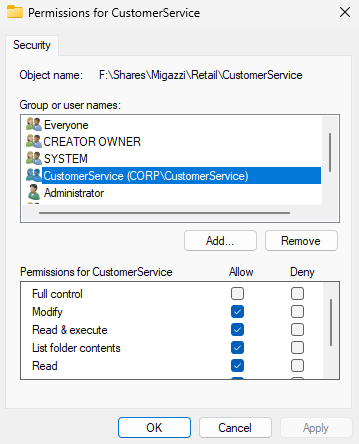 Permissions for CustomerService
Security
Object name: F:\Shares\Migazzi\Retail\CustomerService
Group or user names:
Everyone
CREATOR OWNER
SYSTEM
CustomerService (CORP\CustomerService)
Administrator
Add... Remove
Permissions for CustomerService Allow Deny
Full control
Modify
Read & execute
List folder contents
Read
OK Cancel Apply